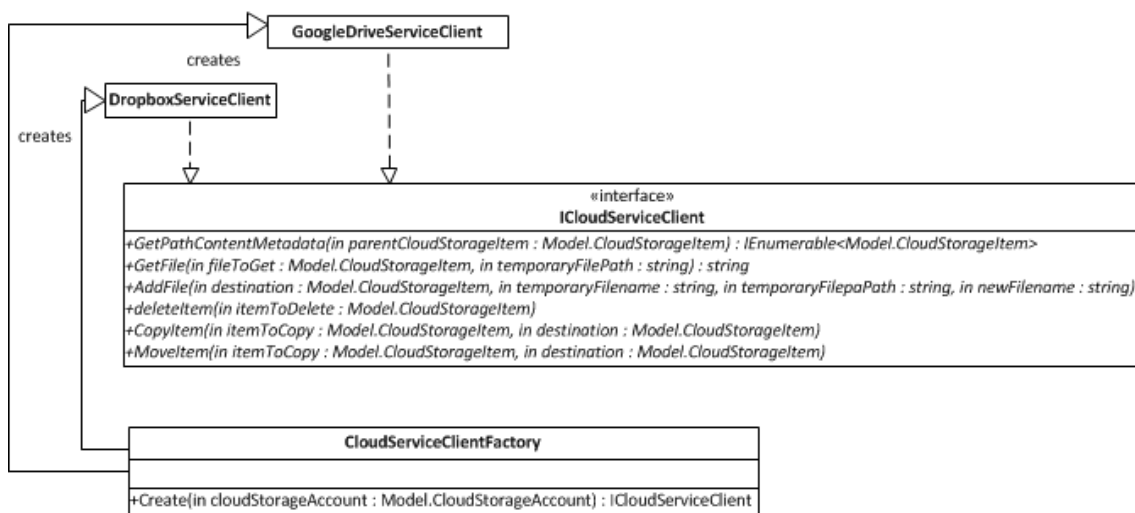 GoogleDriveServiceClient
creates
DropboxServiceClient
creates
«interface»
ICloudServiceClient
+GetPathContentMetadata(in parentCloudStorageItem : Model.CloudStorageItem) : IEnumerable<Model.CloudStorageItem>
+GetFile(in fileToGet : Model.CloudStorageItem, in temporaryFilePath : string) : string
+AddFile(in destination : Model.CloudStorageItem, in temporaryFilename : string, in temporaryFilepaPath : string, in newFilename : string)
+deleteItem(in itemToDelete : Model.CloudStorageItem)
+CopyItem(in itemToCopy : Model.CloudStorageItem, in destination : Model.CloudStorageItem)
+MoveItem(in itemToCopy : Model.CloudStorageItem, in destination : Model.CloudStorageItem)
CloudServiceClientFactory
+Create(in cloudStorageAccount : Model.CloudStorageAccount) : ICloudServiceClient